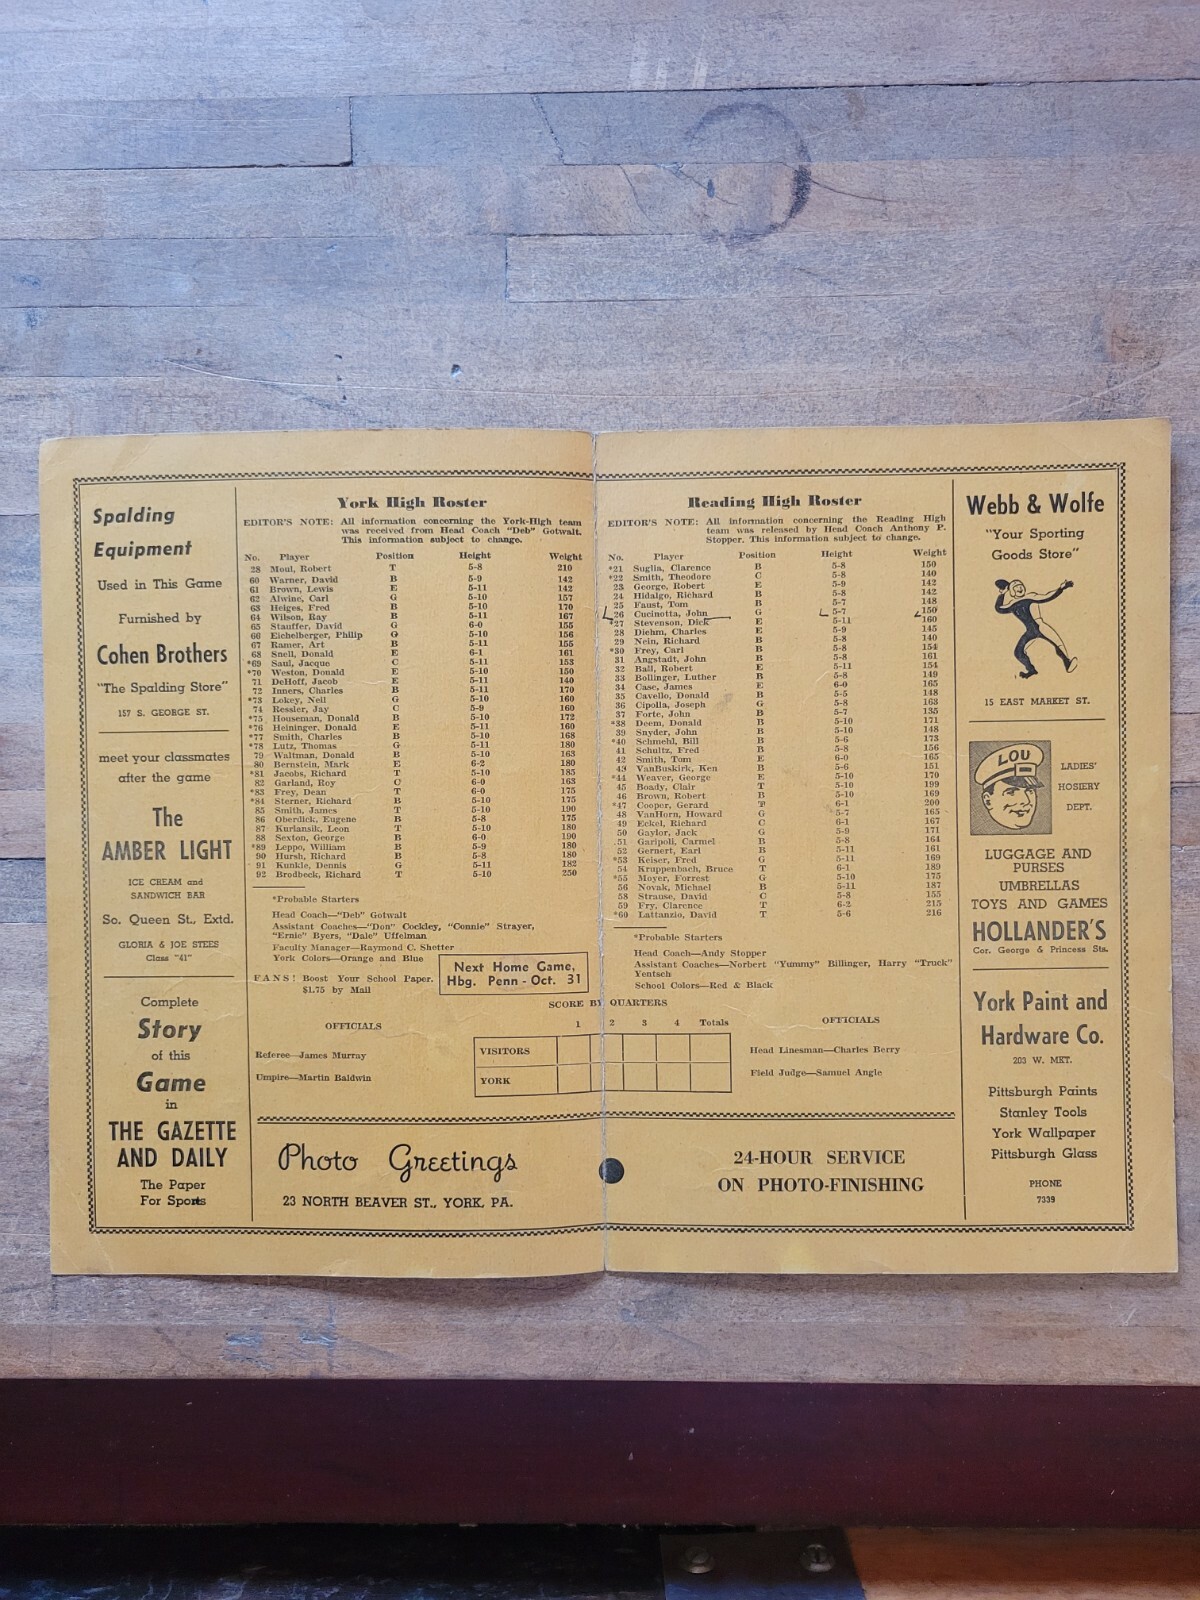 Spalding
Equipment
Used in This Game
Furnished by
Cohen Brothers
"The Spalding Store"
157 S. GEORGE ST.
meet your classmates
after the game
The
AMBER LIGHT
ICE CREAM and
SANDWICH BAR
So. Queen St., Extd.
GLORIA & JOE STEES
Class "41"
Complete
Story
of this
Game
in
THE GAZETTE
AND DAILY
The Paper
For Sports
York High Roster
EDITOR'S NOTE: All information concerning the York-High team
was received from Head Coach "Deb" Gotwalt.
This information subject to change.
No. Player Position Height Weight
28 Moul, Robert T 5-8 210
60 Warner, David B 5-9 142
61 Brown, Lewis E 5-11 142
62 Alwine, Carl G 5-10 157
63 Heiges, Fred B 5-10 170
64 Wilson, Ray B 5-11 167
65 Stauffer, David G 6-0 155
66 Eichelberger, Philip G 5-10 156
67 Ramer, Art B 5-11 155
68 Snell, Donald E 6-1 161
*69 Saul, Jacque C 5-11 153
*70 Weston, Donald E 5-10 150
71 DeHoff, Jacob E 5-11 140
72 Inners, Charles B 5-11 170
*73 Lokey, Neil G 5-10 160
74 Ressler, Jay C 5-9 160
*75 Houseman, Donald B 5-10 172
*76 Heininger, Donald E 5-11 160
*77 Smith, Charles B 5-10 168
*78 Lutz, Thomas G 5-11 180
79 Waltman, Donald B 5-10 163
80 Bernstein, Mark E 6-2 180
*81 Jacobs, Richard T 5-10 185
82 Garland, Roy C 6-0 163
*83 Frey, Dean T 6-0 175
*84 Sterner, Richard B 5-10 175
85 Smith, James T 5-10 190
86 Oberdick, Eugene B 5-8 175
87 Kurlansik, Leon T 5-10 180
88 Sexton, George B 6-0 190
*89 Leppo, William B 5-9 180
90 Hursh, Richard B 5-8 180
91 Kunkle, Dennis G 5-11 182
92 Brodbeck, Richard T 5-10 250
*Probable Starters
Head Coach—"Deb" Gotwalt
Assistant Coaches—"Don" Cockley, "Connie" Strayer,
"Ernie" Byers, "Dale" Uffelman
Faculty Manager—Raymond C. Shetter
York Colors—Orange and Blue
FANS! Boost Your School Paper.
$1.75 by Mail
Next Home Game,
Hbg. Penn - Oct. 31
Reading High Roster
EDITOR'S NOTE: All information concerning the Reading High
team was released by Head Coach Anthony P.
Stopper. This information subject to change.
No. Player Position Height Weight
*21 Suglia, Clarence B 5-8 150
*22 Smith, Theodore C 5-8 140
23 George, Robert E 5-9 142
24 Hidalgo, Richard B 5-8 142
25 Faust, Tom B 5-7 148
26 Cucinotta, John G 5-7 150
*27 Stevenson, Dick E 5-11 160
28 Diehm, Charles E 5-9 145
29 Nein, Richard B 5-8 140
*30 Frey, Carl B 5-8 154
31 Angstadt, John B 5-8 161
32 Ball, Robert E 5-11 154
33 Bollinger, Luther B 5-8 149
34 Case, James E 6-0 165
35 Cavello, Donald B 5-5 148
36 Cipolla, Joseph G 5-8 163
37 Forte, John B 5-7 135
*38 Deem, Donald B 5-10 171
39 Snyder, John B 5-10 148
*40 Schmehl, Bill B 5-6 173
41 Schultz, Fred B 5-8 156
42 Smith, Tom E 6-0 165
43 VanBuskirk, Ken B 5-6 151
*44 Weaver, George E 5-10 170
45 Boady, Clair T 5-10 199
46 Brown, Robert B 5-10 169
*47 Cooper, Gerard T 6-1 200
48 VanHorn, Howard G 5-7 165
49 Eckel, Richard C 6-1 167
50 Gaylor, Jack G 5-9 171
51 Garipoli, Carmel B 5-8 164
52 Gernert, Earl B 5-11 161
*53 Keiser, Fred G 5-11 169
54 Kruppenbach, Bruce T 6-1 189
*55 Moyer, Forrest G 5-10 175
56 Novak, Michael B 5-11 187
58 Strause, David C 5-8 155
59 Fry, Clarence T 6-2 215
*60 Lattanzio, David T 5-6 216
*Probable Starters
Head Coach—Andy Stopper
Assistant Coaches—Norbert "Yummy" Billinger, Harry "Truck"
Yentsch
School Colors—Red & Black
SCORE BY QUARTERS
1 2 3 4 Totals
VISITORS
YORK
OFFICIALS
Referee—James Murray
Umpire—Martin Baldwin
OFFICIALS
Head Linesman—Charles Berry
Field Judge—Samuel Angle
Photo Greetings
23 NORTH BEAVER ST., YORK, PA.
24-HOUR SERVICE
ON PHOTO-FINISHING
Webb & Wolfe
"Your Sporting
Goods Store"
15 EAST MARKET ST.
LOU
LADIES'
HOSIERY
DEPT.
LUGGAGE AND
PURSES
UMBRELLAS
TOYS AND GAMES
HOLLANDER'S
Cor. George & Princess Sts.
York Paint and
Hardware Co.
203 W. MKT.
Pittsburgh Paints
Stanley Tools
York Wallpaper
Pittsburgh Glass
PHONE
7339